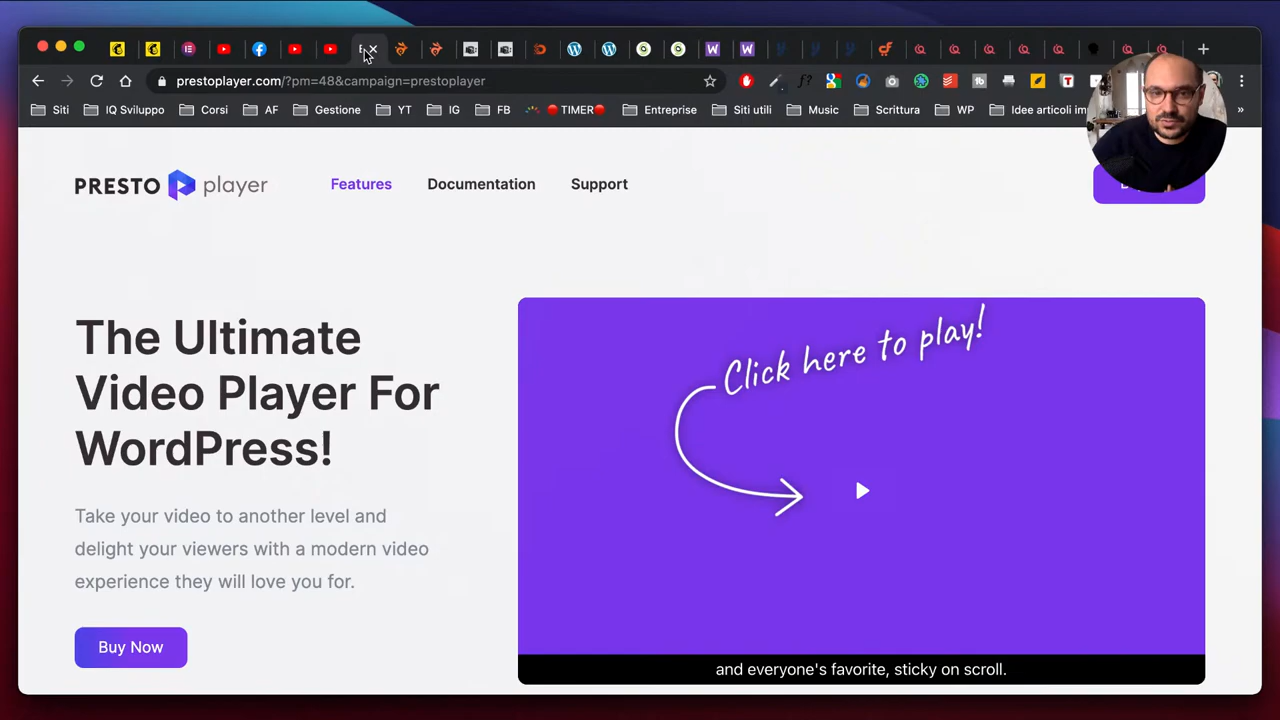 prestoplayer.com/?pm=48&campaign=prestoplayer
Siti
IQ Sviluppo
Corsi
AF
Gestione
YT
IG
FB
TIMER
Entreprise
Siti utili
Music
Scrittura
WP
Idee articoli im
»
PRESTO player
Features
Documentation
Support
The Ultimate
Video Player For
WordPress!
Take your video to another level and
delight your viewers with a modern video
experience they will love you for.
Buy Now
Click here to play!
and everyone's favorite, sticky on scroll.